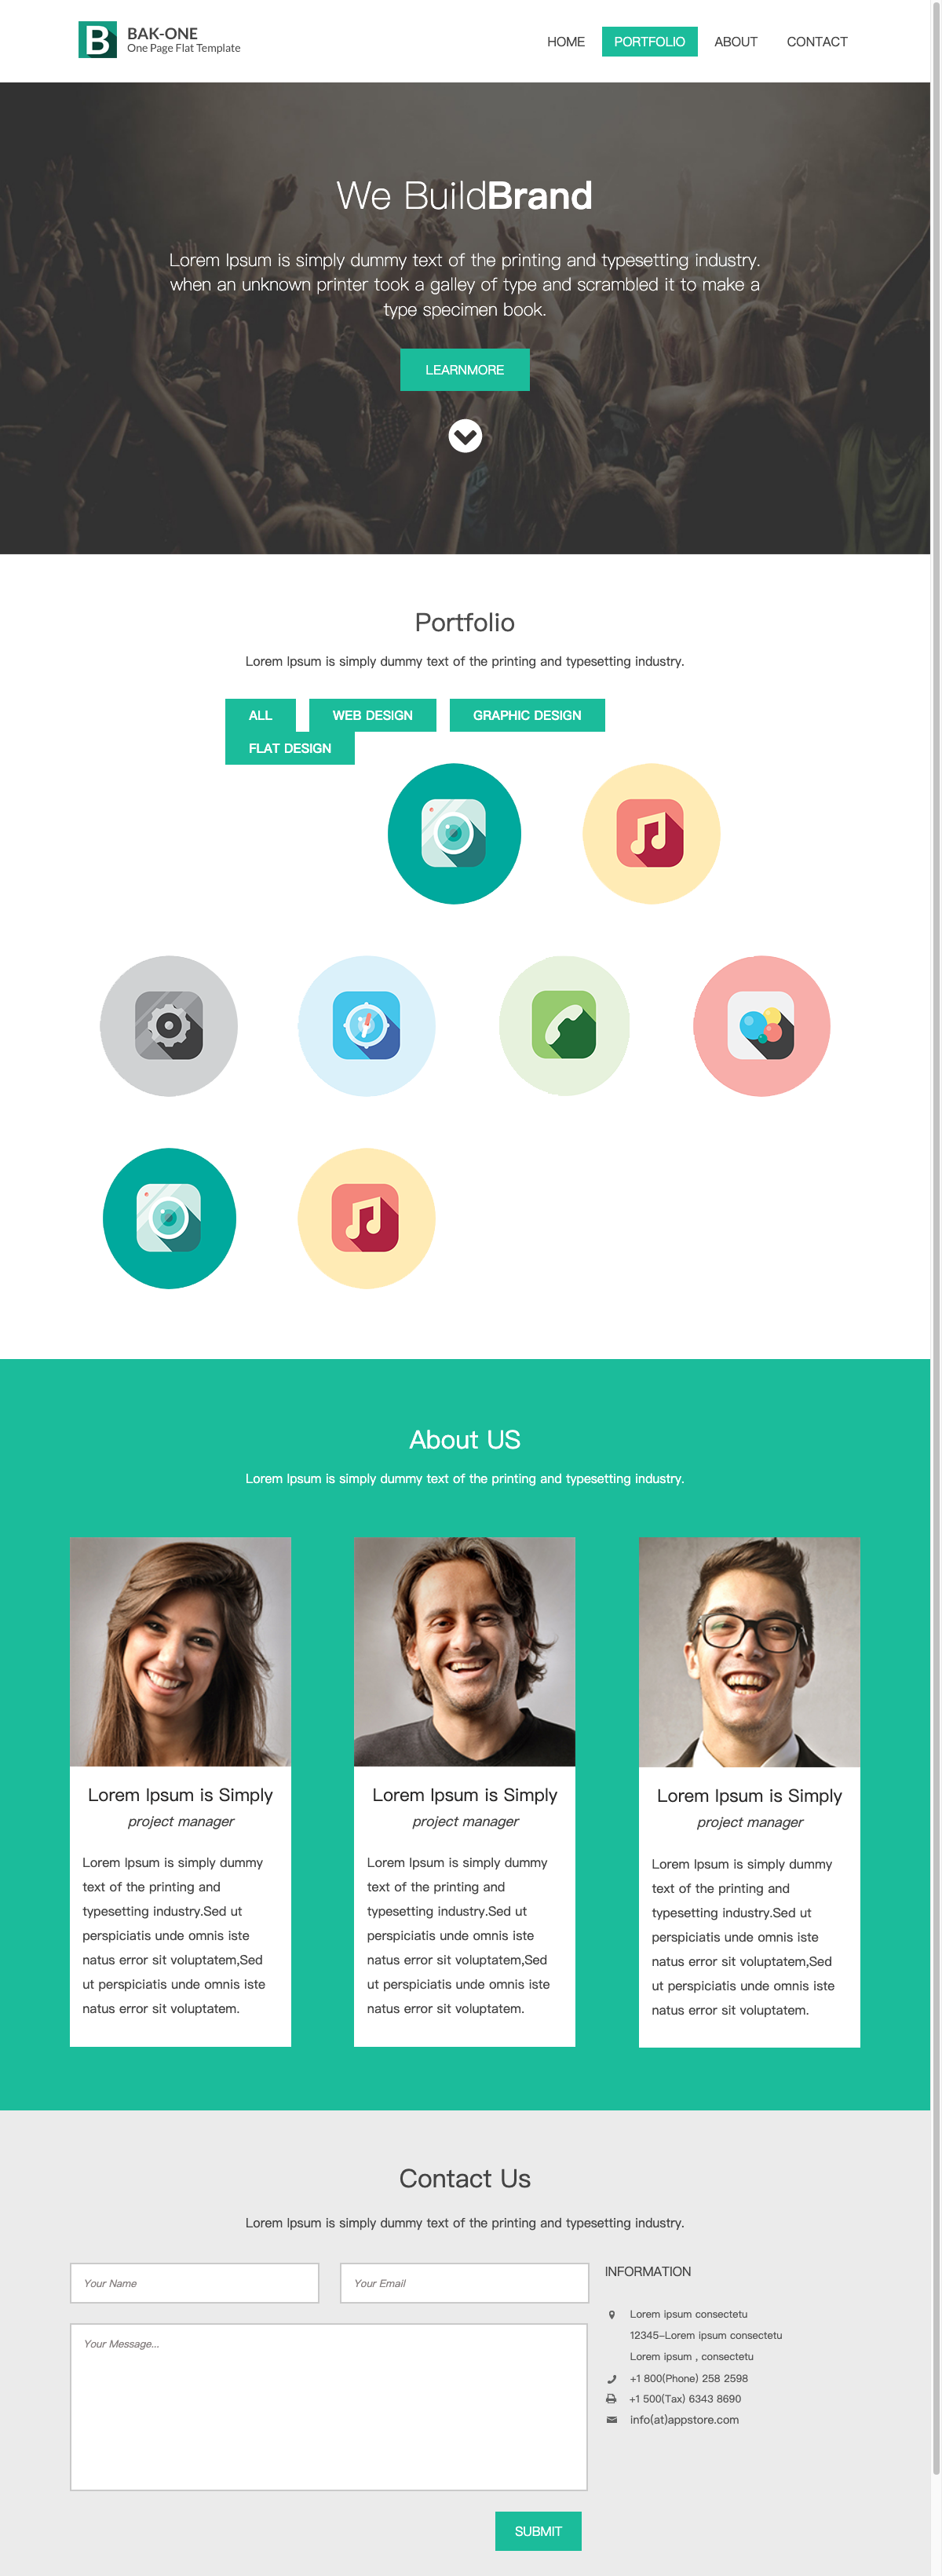 BAK-ONE
One Page Flat Template
HOME PORTFOLIO ABOUT CONTACT
We BuildBrand
Lorem Ipsum is simply dummy text of the printing and typesetting industry.
when an unknown printer took a galley of type and scrambled it to make a
type specimen book.
LEARNMORE
Portfolio
Lorem Ipsum is simply dummy text of the printing and typesetting industry.
ALL WEB DESIGN GRAPHIC DESIGN
FLAT DESIGN
About US
Lorem Ipsum is simply dummy text of the printing and typesetting industry.
Lorem Ipsum is Simply
project manager
Lorem Ipsum is simply dummy
text of the printing and
typesetting industry.Sed ut
perspiciatis unde omnis iste
natus error sit voluptatem,Sed
ut perspiciatis unde omnis iste
natus error sit voluptatem.
Lorem Ipsum is Simply
project manager
Lorem Ipsum is simply dummy
text of the printing and
typesetting industry.Sed ut
perspiciatis unde omnis iste
natus error sit voluptatem,Sed
ut perspiciatis unde omnis iste
natus error sit voluptatem.
Lorem Ipsum is Simply
project manager
Lorem Ipsum is simply dummy
text of the printing and
typesetting industry.Sed ut
perspiciatis unde omnis iste
natus error sit voluptatem,Sed
ut perspiciatis unde omnis iste
natus error sit voluptatem.
Contact Us
Lorem Ipsum is simply dummy text of the printing and typesetting industry.
Your Name
Your Email
Your Message...
SUBMIT
INFORMATION
Lorem ipsum consectetu
12345-Lorem ipsum consectetu
Lorem ipsum , consectetu
+1 800(Phone) 258 2598
+1 500(Tax) 6343 8690
info(at)appstore.com